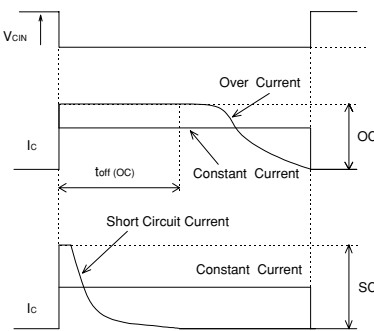 VCIN
Over Current
OC
IC
toff (OC)
Constant Current
Short Circuit Current
Constant Current
SC
IC